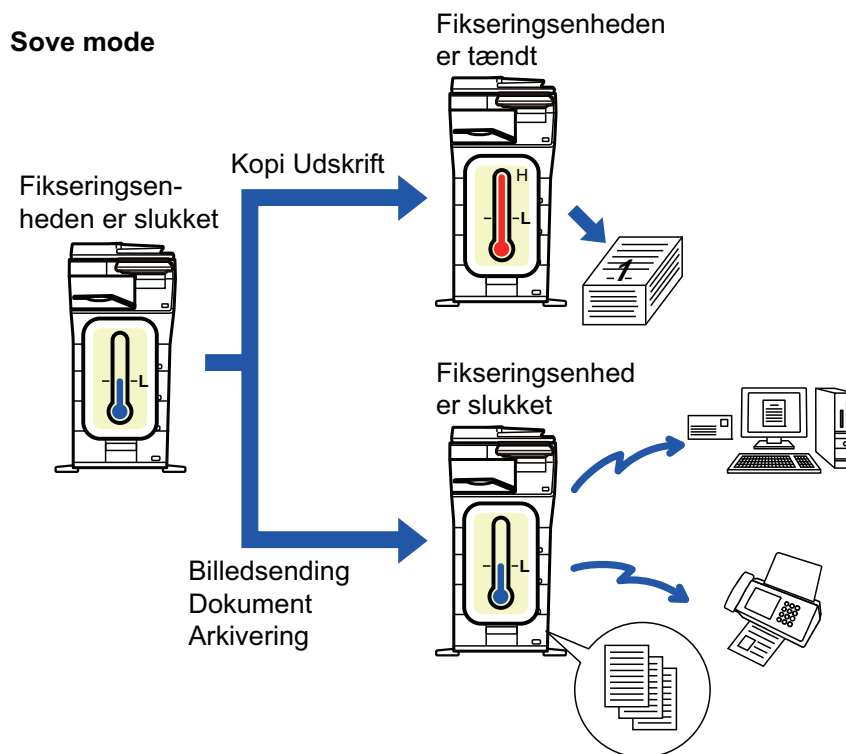 Sove mode
Fikseringsenheden
er tændt
Kopi Udskrift
Fikseringsen-
heden er slukket
H
L
1
L
Fikseringsenhed
er slukket
L
Billedsending
Dokument
Arkivering